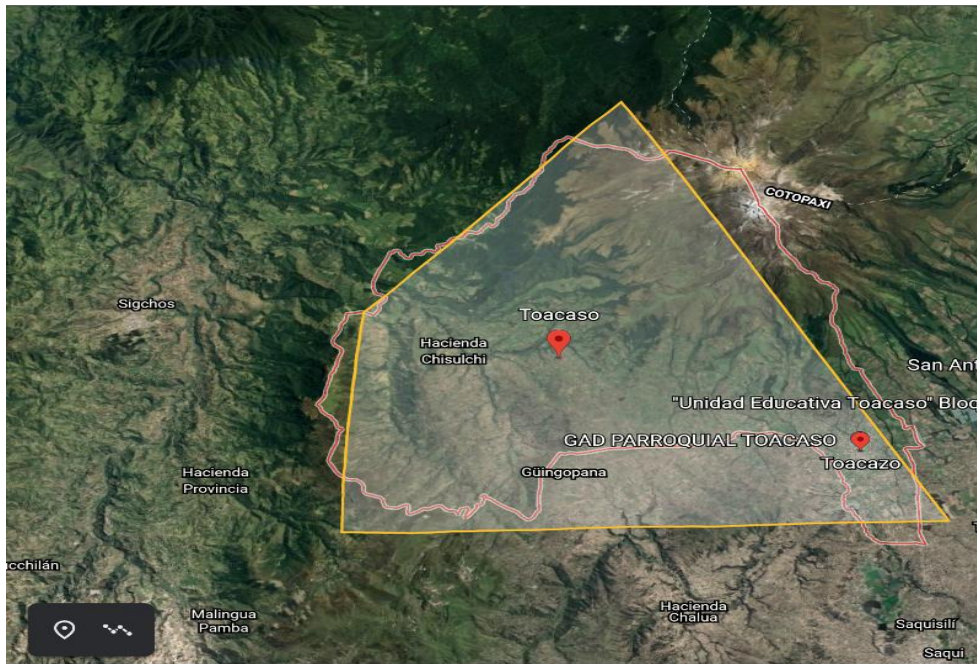 COTOPAXI
Sigchos
Toacaso
Hacienda
Chisulchi
San Ant
"Unidad Educativa Toacaso" Bloc
GAD PARROQUIAL TOACASO
Toacazo
Güingopana
Hacienda
Provincia
ucchilán
Malingua
Pamba
Hacienda
Chalua
Saquisilí
Saqui